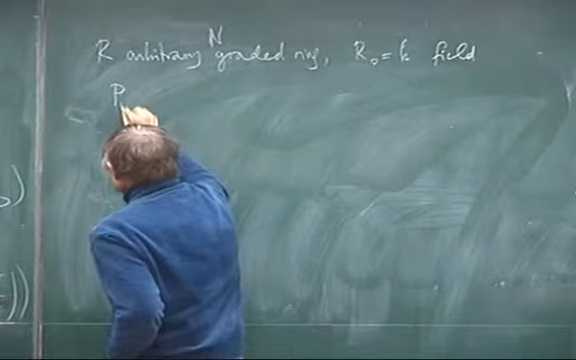 N
R arbitrary graded ring, R₀ = k field
P